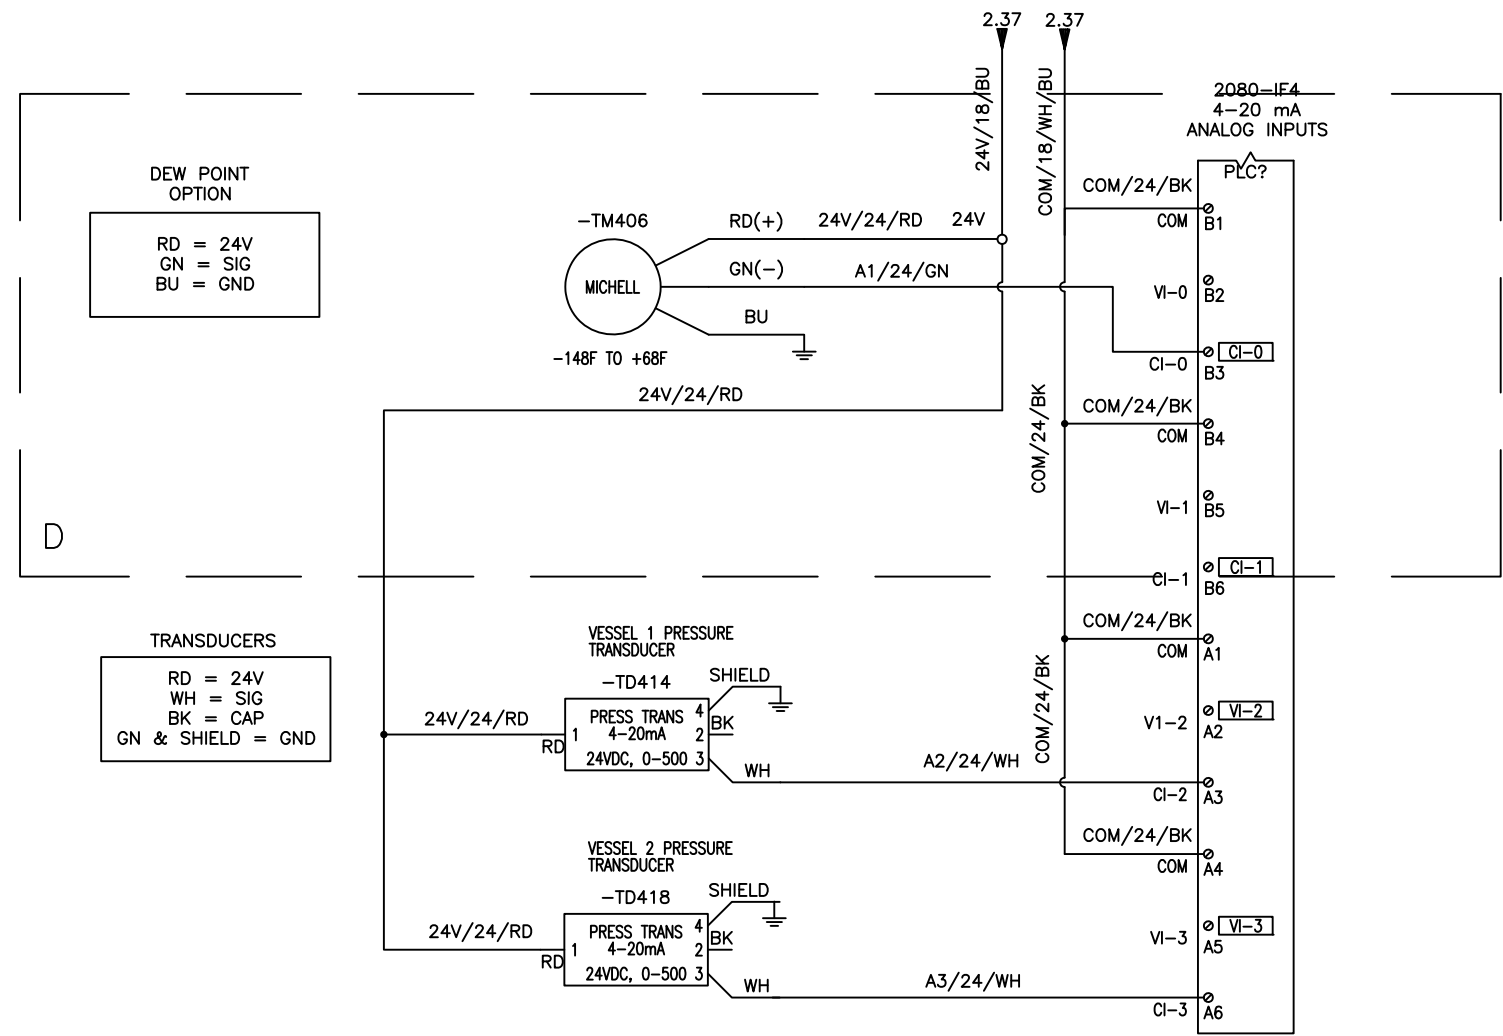 2.37 2.37
24V/18/BU
COM/18/WH/BU
2080-IF4
4-20 mA
ANALOG INPUTS
PLC?
DEW POINT
OPTION
RD = 24V
GN = SIG
BU = GND
-TM406
MICHELL
-148F TO +68F
RD(+) 24V/24/RD 24V
GN(-) A1/24/GN
BU
24V/24/RD
COM/24/BK
COM B1
VI-0 B2
CI-0 CI-0
B3
COM/24/BK
COM/24/BK
COM B4
VI-1 B5
CI-1 CI-1
B6
D
TRANSDUCERS
RD = 24V
WH = SIG
BK = CAP
GN & SHIELD = GND
VESSEL 1 PRESSURE
TRANSDUCER
-TD414
SHIELD
24V/24/RD
RD
PRESS TRANS 4
1 4-20mA 2
24VDC, 0-500 3
BK
WH
A2/24/WH
COM/24/BK
COM/24/BK
COM A1
VI-2
V1-2 A2
CI-2 A3
VESSEL 2 PRESSURE
TRANSDUCER
-TD418
SHIELD
24V/24/RD
RD
PRESS TRANS 4
1 4-20mA 2
24VDC, 0-500 3
BK
WH
A3/24/WH
COM/24/BK
COM A4
VI-3
VI-3 A5
CI-3 A6